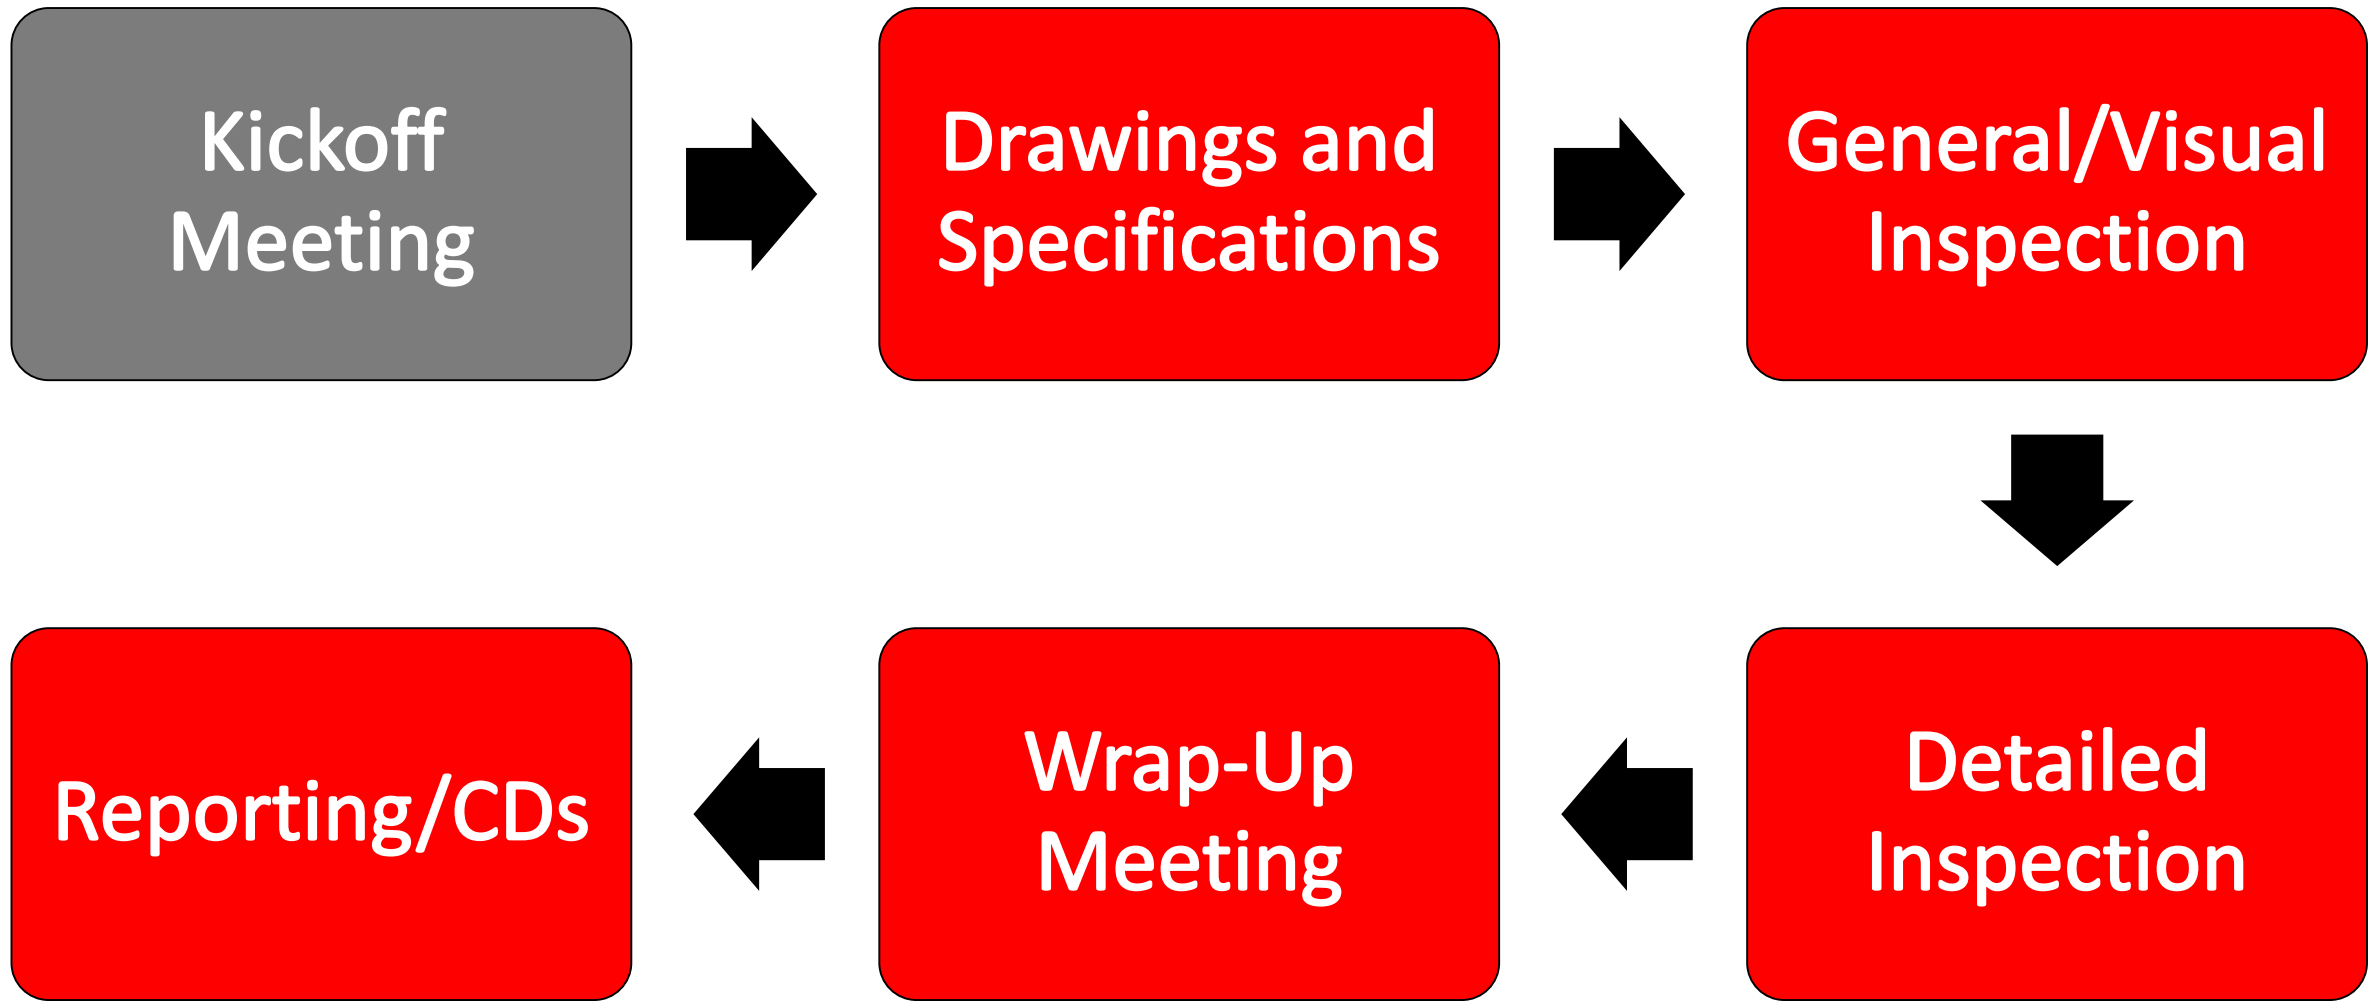 Kickoff
Meeting
Drawings and
Specifications
General/Visual
Inspection
Detailed
Inspection
Wrap-Up
Meeting
Reporting/CDs